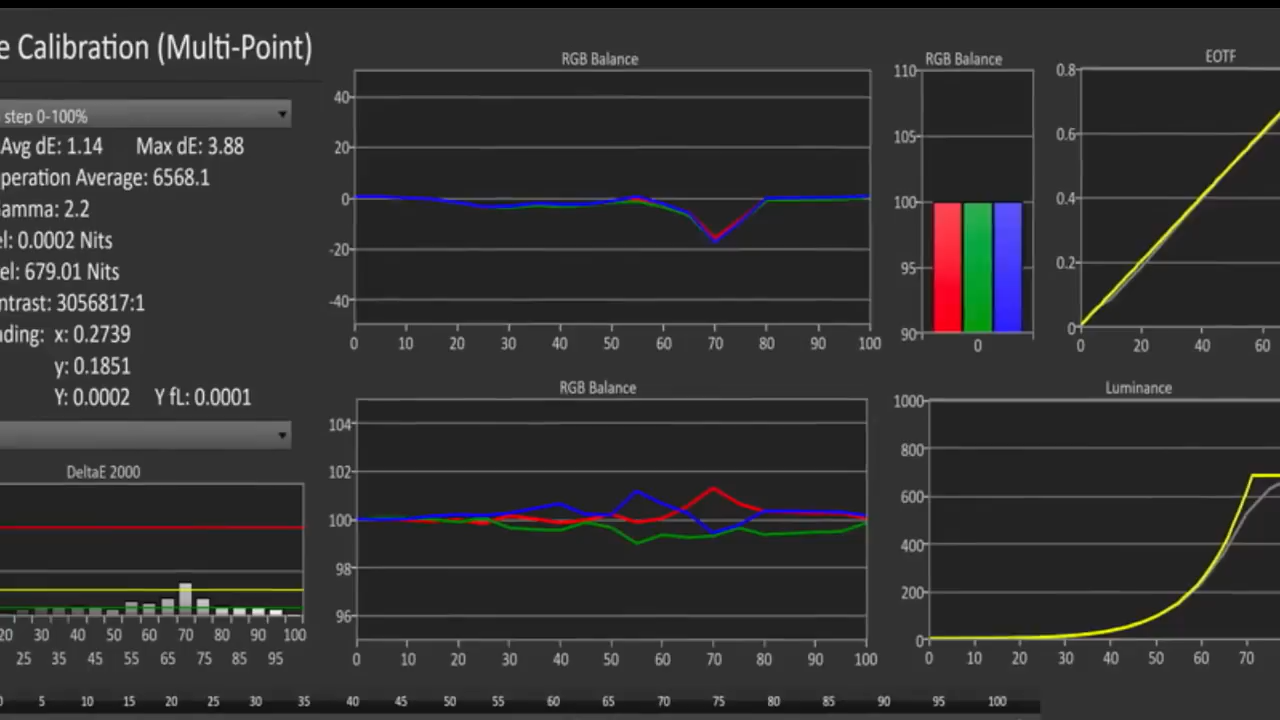 e Calibration (Multi-Point)
step 0-100%
Avg dE: 1.14 Max dE: 3.88
peration Average: 6568.1
amma: 2.2
el: 0.0002 Nits
el: 679.01 Nits
ntrast: 3056817:1
ding: x: 0.2739
y: 0.1851
Y: 0.0002 Y fL: 0.0001
DeltaE 2000
20 30 40 50 60 70 80 90 100
25 35 45 55 65 75 85 95
RGB Balance
40
20
0
-20
-40
0 10 20 30 40 50 60 70 80 90 100
RGB Balance
110
105
100
95
90
0
EOTF
0.8
0.6
0.4
0.2
0
0 20 40 60
RGB Balance
104
102
100
98
96
0 10 20 30 40 50 60 70 80 90 100
Luminance
1000
800
600
400
200
0
0 10 20 30 40 50 60 70
0 5 10 15 20 25 30 35 40 45 50 55 60 65 70 75 80 85 90 95 100